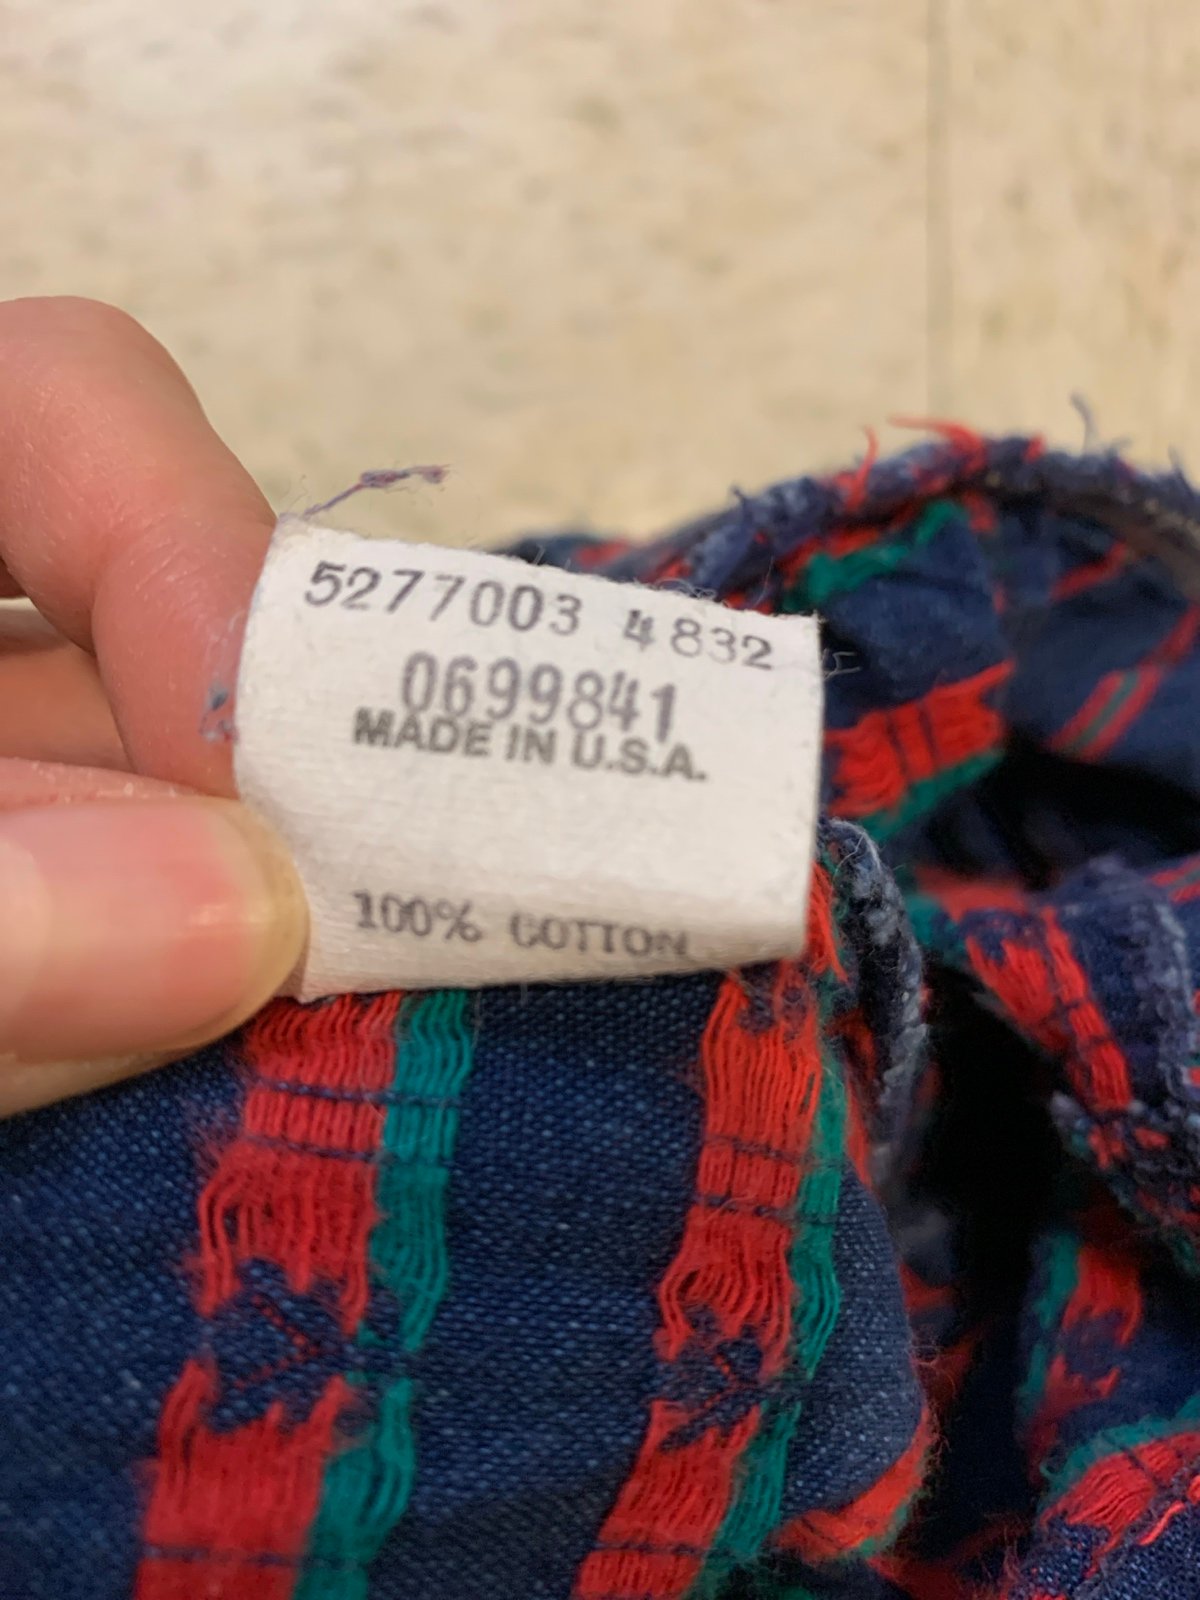 5277003 4832
0699841
MADE IN U.S.A.
100% COTTON